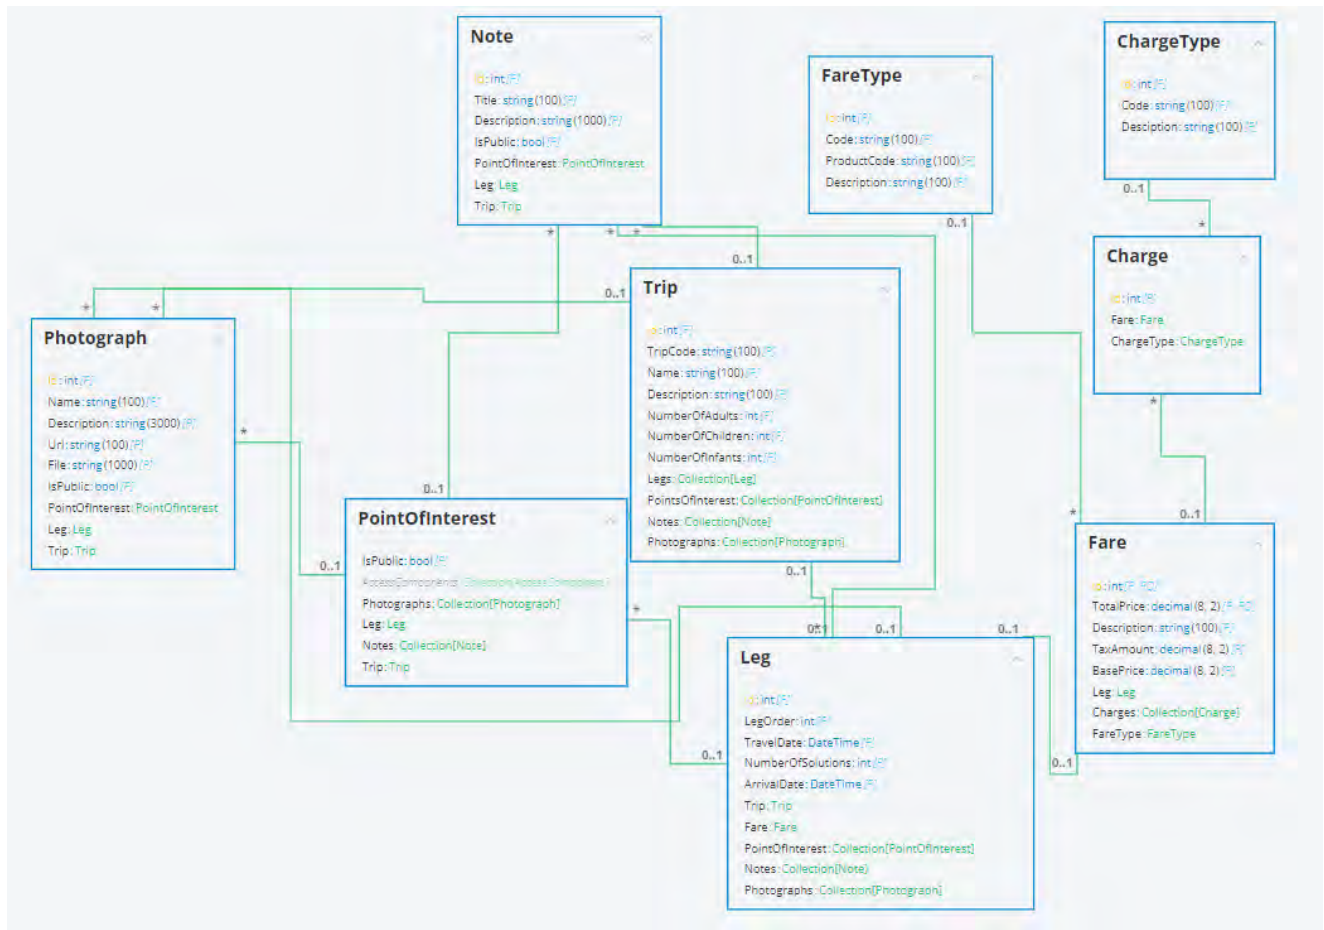 Note
id: int [F]
Title: string (100) [F]
Description: string (1000) [F]
IsPublic: bool [F]
PointOfInterest: PointOfInterest
Leg: Leg
Trip: Trip
FareType
id: int [F]
Code: string (100) [F]
ProductCode: string (100) [F]
Description: string (100) [F]
ChargeType
id: int [F]
Code: string (100) [F]
Desciption: string (100) [F]
0..1
*
0..1
* * *
0..1
Charge
id: int [F]
Fare: Fare
ChargeType: ChargeType
*
0..1
Trip
id: int [F]
TripCode: string (100) [F]
Name: string (100) [F]
Description: string (100) [F]
NumberOfAdults: int [F]
NumberOfChildren: int [F]
NumberOfInfants: int [F]
Legs: Collection[Leg]
PointsOfInterest: Collection[PointOfInterest]
Notes: Collection[Note]
Photographs: Collection[Photograph]
0..1
0..1
* *
Photograph
id: int [F]
Name: string (100) [F]
Description: string (3000) [F]
Url: string (100) [F]
File: string (1000) [F]
IsPublic: bool [F]
PointOfInterest: PointOfInterest
Leg: Leg
Trip: Trip
*
0..1
0..1
PointOfInterest
IsPublic: bool [F]
AccessComponents: Collection[AccessComponent]
Photographs: Collection[Photograph]
Leg: Leg
Notes: Collection[Note]
Trip: Trip
*
0..1
*
0..1
Fare
id: int [F, RO]
TotalPrice: decimal (8, 2) [F, RO]
Description: string (100) [F]
TaxAmount: decimal (8, 2) [F]
BasePrice: decimal (8, 2) [F]
Leg: Leg
Charges: Collection[Charge]
FareType: FareType
0..1
0..1
0..1
Leg
id: int [F]
LegOrder: int [F]
TravelDate: DateTime [F]
NumberOfSolutions: int [F]
ArrivalDate: DateTime [F]
Trip: Trip
Fare: Fare
PointOfInterest: Collection[PointOfInterest]
Notes: Collection[Note]
Photographs: Collection[Photograph]